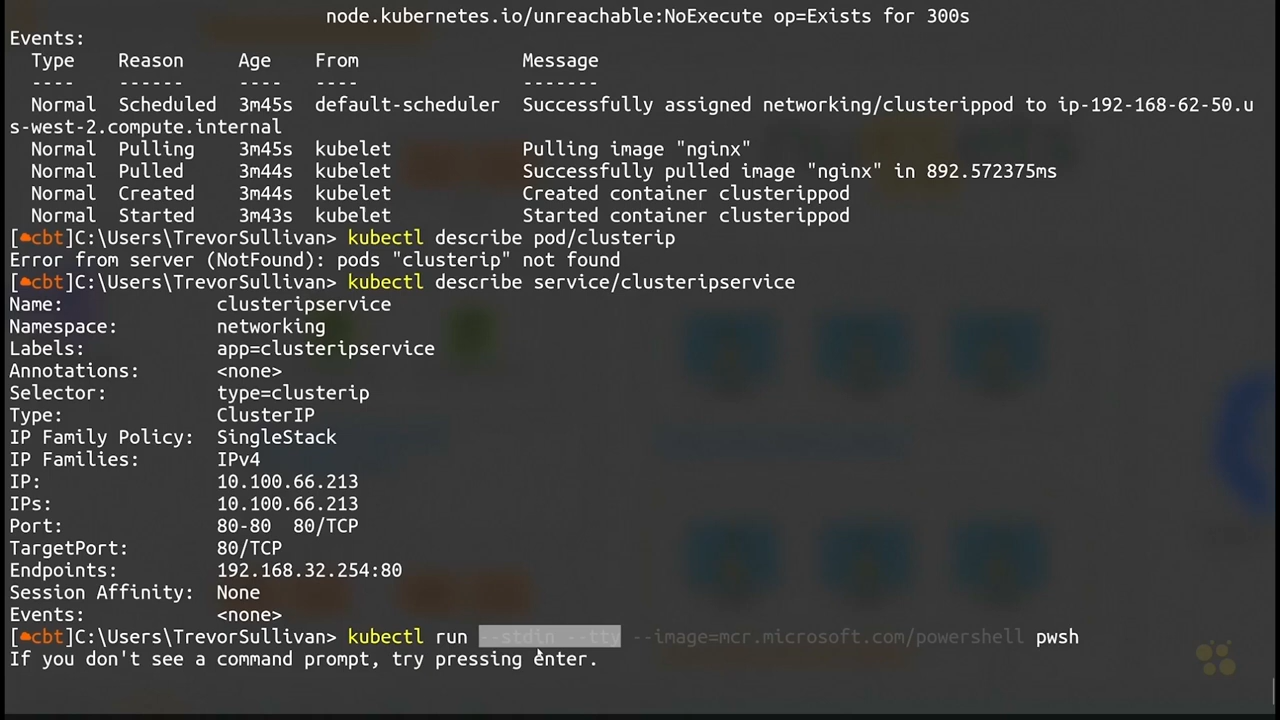 node.kubernetes.io/unreachable:NoExecute op=Exists for 300s
Events:
Type Reason Age From Message
---- ------ ---- ---- -------
Normal Scheduled 3m45s default-scheduler Successfully assigned networking/clusterippod to ip-192-168-62-50.u
s-west-2.compute.internal
Normal Pulling 3m45s kubelet Pulling image "nginx"
Normal Pulled 3m44s kubelet Successfully pulled image "nginx" in 892.572375ms
Normal Created 3m44s kubelet Created container clusterippod
Normal Started 3m43s kubelet Started container clusterippod
[cbt]C:\Users\TrevorSullivan> kubectl describe pod/clusterip
Error from server (NotFound): pods "clusterip" not found
[cbt]C:\Users\TrevorSullivan> kubectl describe service/clusteripservice
Name: clusteripservice
Namespace: networking
Labels: app=clusteripservice
Annotations: <none>
Selector: type=clusterip
Type: ClusterIP
IP Family Policy: SingleStack
IP Families: IPv4
IP: 10.100.66.213
IPs: 10.100.66.213
Port: 80-80 80/TCP
TargetPort: 80/TCP
Endpoints: 192.168.32.254:80
Session Affinity: None
Events: <none>
[cbt]C:\Users\TrevorSullivan> kubectl run --stdin --tty --image=mcr.microsoft.com/powershell pwsh
If you don't see a command prompt, try pressing enter.